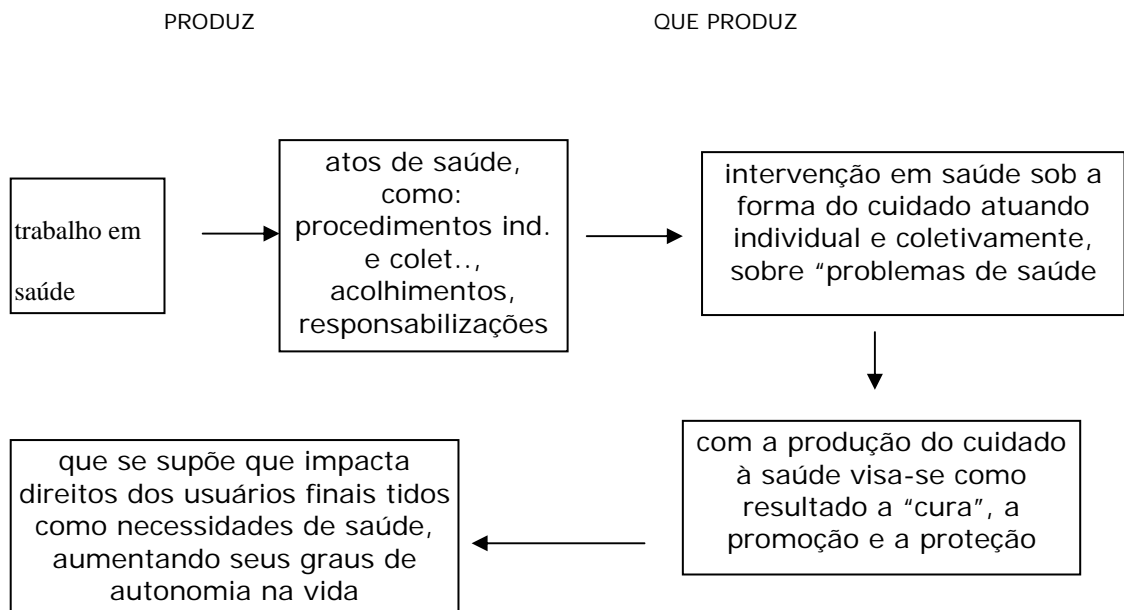 PRODUZ
QUE PRODUZ
trabalho em
saúde
atos de saúde,
como:
procedimentos ind.
e colet..,
acolhimentos,
responsabilizações
intervenção em saúde sob a
forma do cuidado atuando
individual e coletivamente,
sobre “problemas de saúde
com a produção do cuidado
à saúde visa-se como
resultado a “cura”, a
promoção e a proteção
que se supõe que impacta
direitos dos usuários finais tidos
como necessidades de saúde,
aumentando seus graus de
autonomia na vida